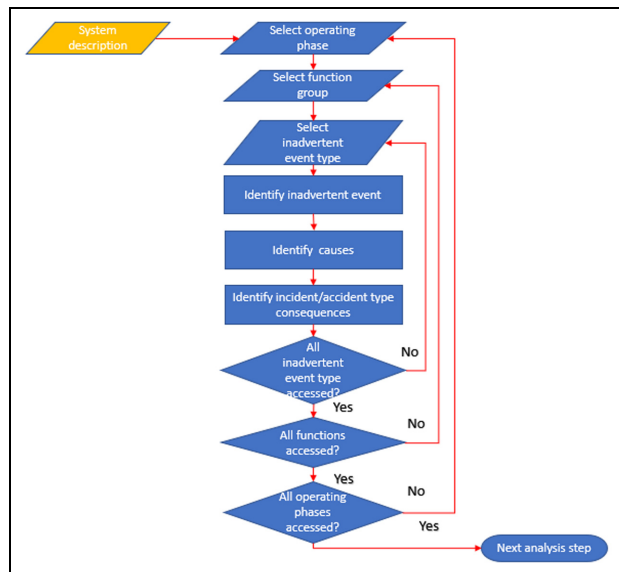 System
description
Select operating
phase
Select function
group
Select
inadvertent
event type
Identify inadvertent event
Identify causes
Identify incident/accident type
consequences
All
inadvertent
event type
accessed?
No
Yes
All functions
accessed?
No
Yes
All operating
phases
accessed?
No
Yes
Next analysis step